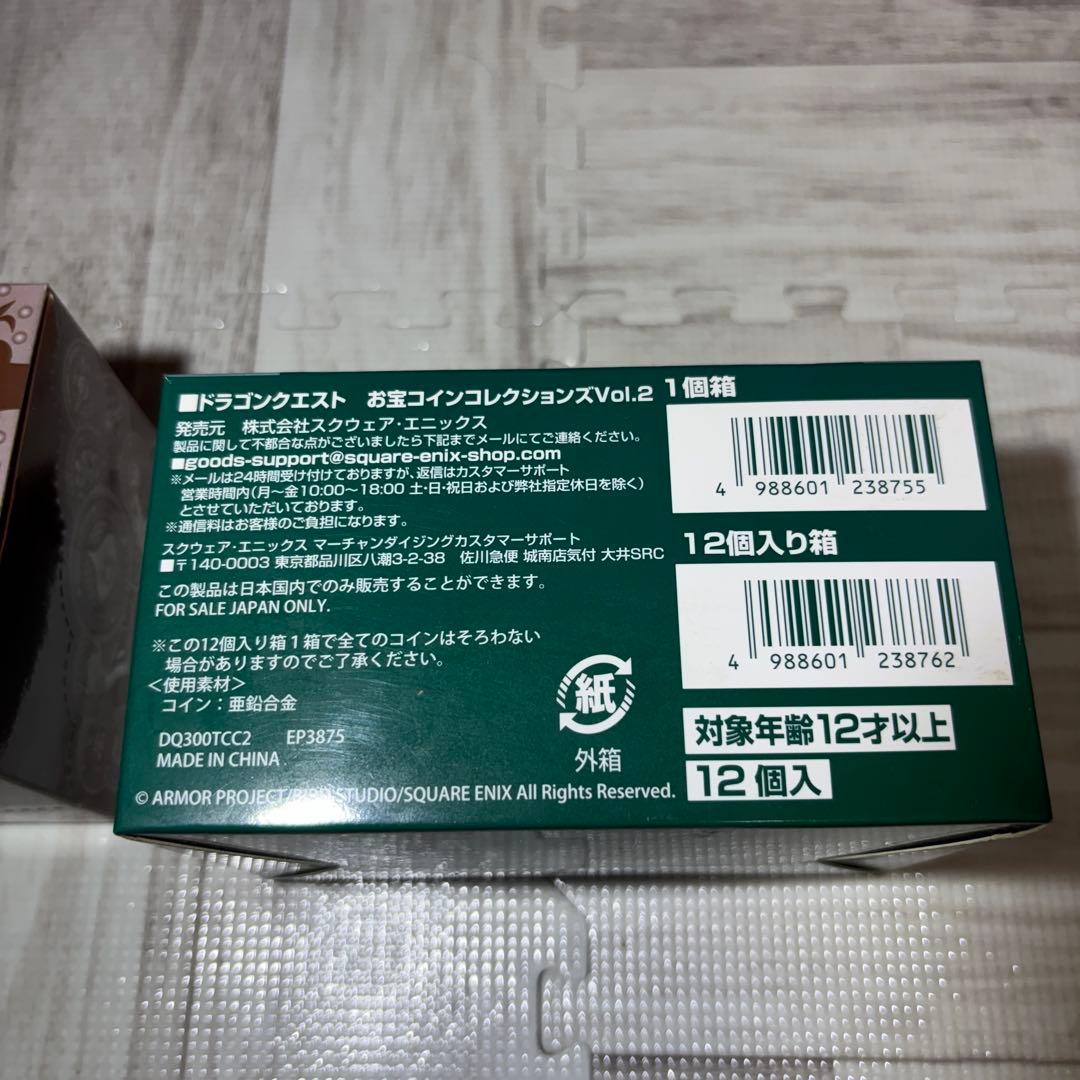 ■ドラゴンクエスト　お宝コインコレクションズVol.2
発売元　株式会社スクウェア・エニックス
製品に関して不都合な点がございましたら下記までメールにてご連絡ください。
■goods-support@square-enix-shop.com
※メールは24時間受け付けておりますが、返信はカスタマーサポート
営業時間内(月〜金10:00〜18:00 土・日・祝日および弊社指定休日を除く)
とさせていただいております。
※通信料はお客様のご負担になります。
スクウェア・エニックス マーチャンダイジングカスタマーサポート
■〒140-0003 東京都品川区八潮3-2-38　佐川急便 城南店気付 大井SRC
この製品は日本国内でのみ販売することができます。
FOR SALE JAPAN ONLY.
※この12個入り箱1箱で全てのコインはそろわない
場合がありますのでご了承ください。
＜使用素材＞
コイン：亜鉛合金
DQ300TCC2　EP3875
MADE IN CHINA
© ARMOR PROJECT/BIRD STUDIO/SQUARE ENIX All Rights Reserved.
紙
外箱
1個箱
4 988601 238755
12個入り箱
4 988601 238762
対象年齢12才以上
12個入